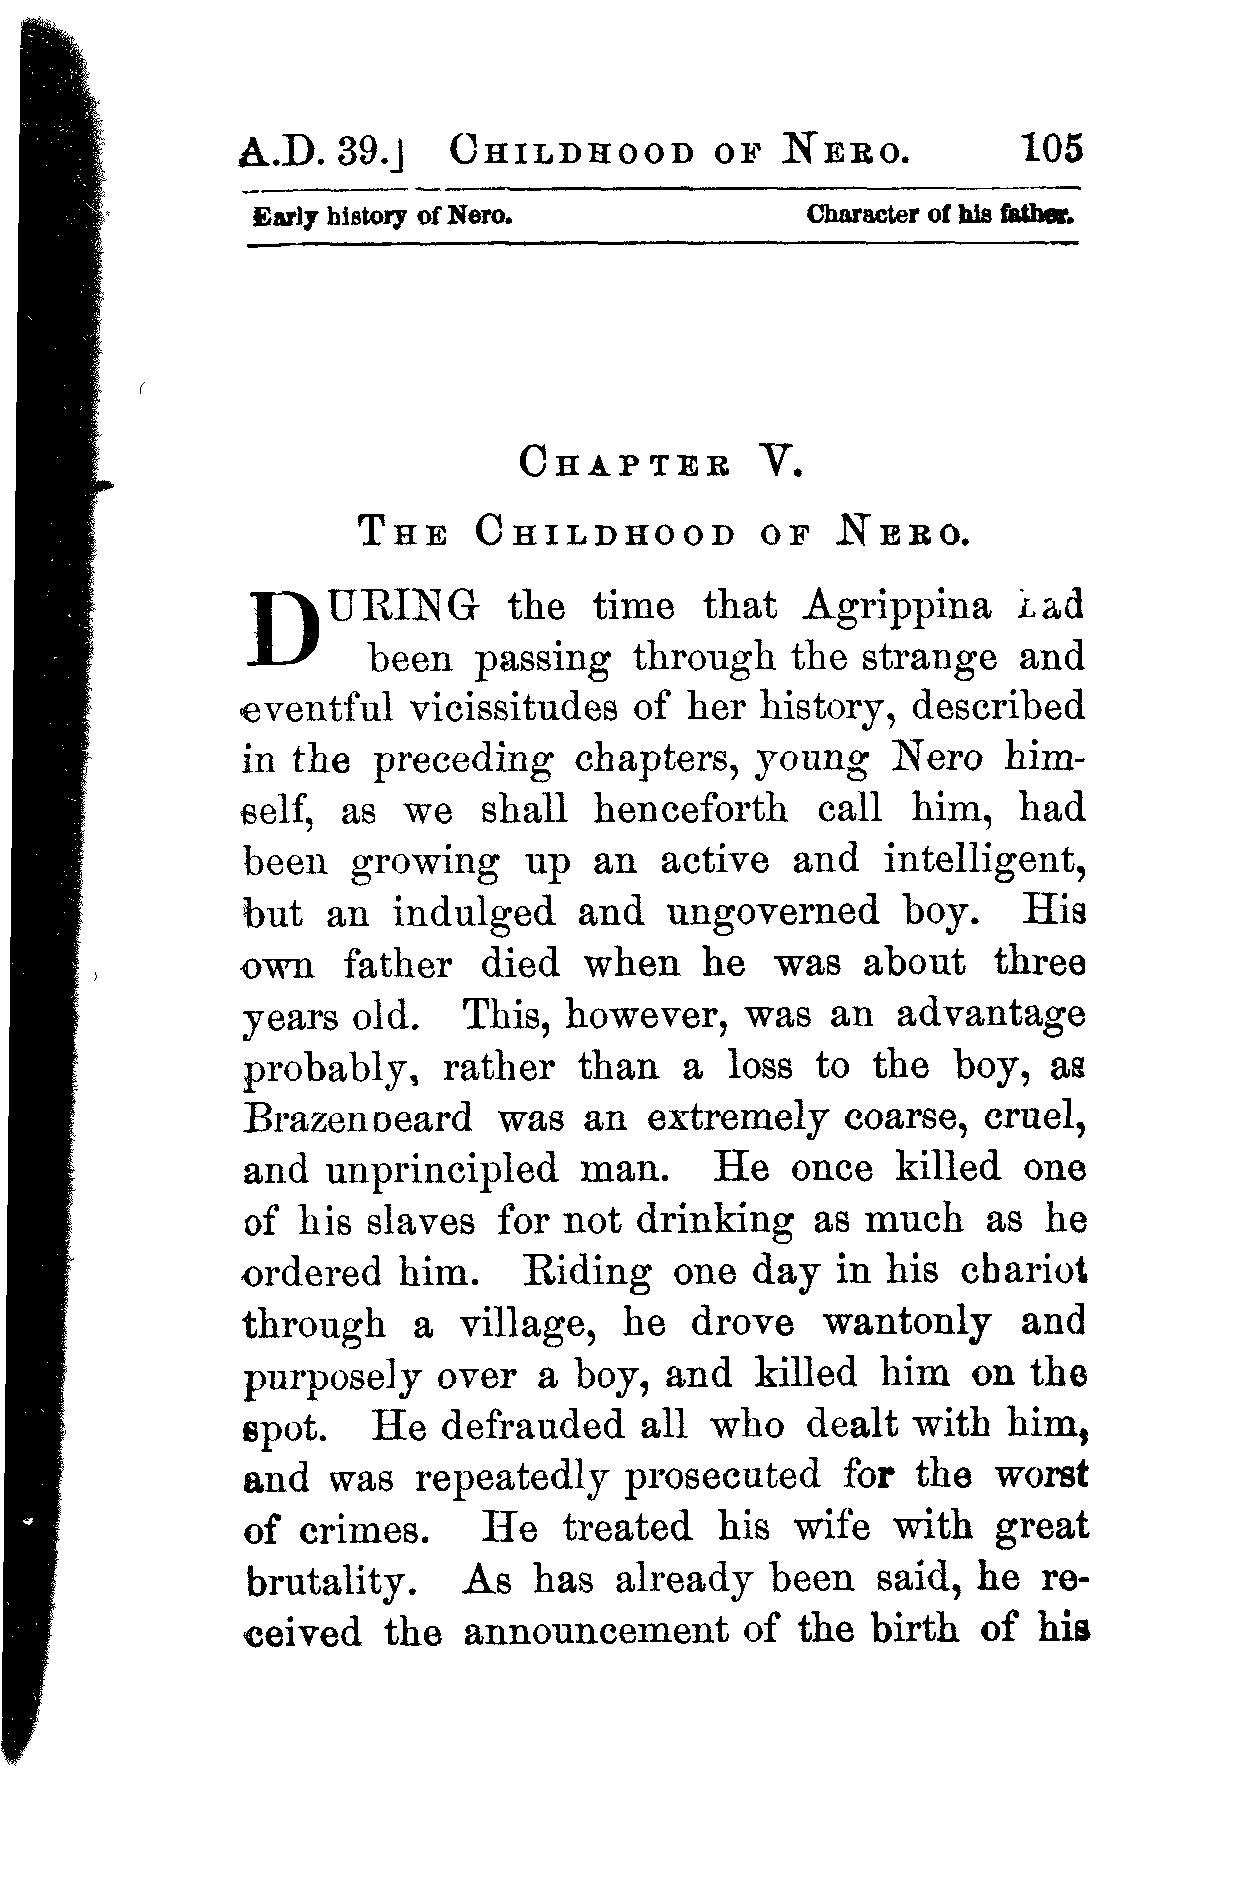 A.D. 39.] CHILDHOOD OF NERO. 105
Early history of Nero. Character of his father.
CHAPTER V.
THE CHILDHOOD OF NERO.
DURING the time that Agrippina had
been passing through the strange and
eventful vicissitudes of her history, described
in the preceding chapters, young Nero him-
self, as we shall henceforth call him, had
been growing up an active and intelligent,
but an indulged and ungoverned boy. His
own father died when he was about three
years old. This, however, was an advantage
probably, rather than a loss to the boy, as
Brazenbeard was an extremely coarse, cruel,
and unprincipled man. He once killed one
of his slaves for not drinking as much as he
ordered him. Riding one day in his chariot
through a village, he drove wantonly and
purposely over a boy, and killed him on the
spot. He defrauded all who dealt with him,
and was repeatedly prosecuted for the worst
of crimes. He treated his wife with great
brutality. As has already been said, he re-
ceived the announcement of the birth of his